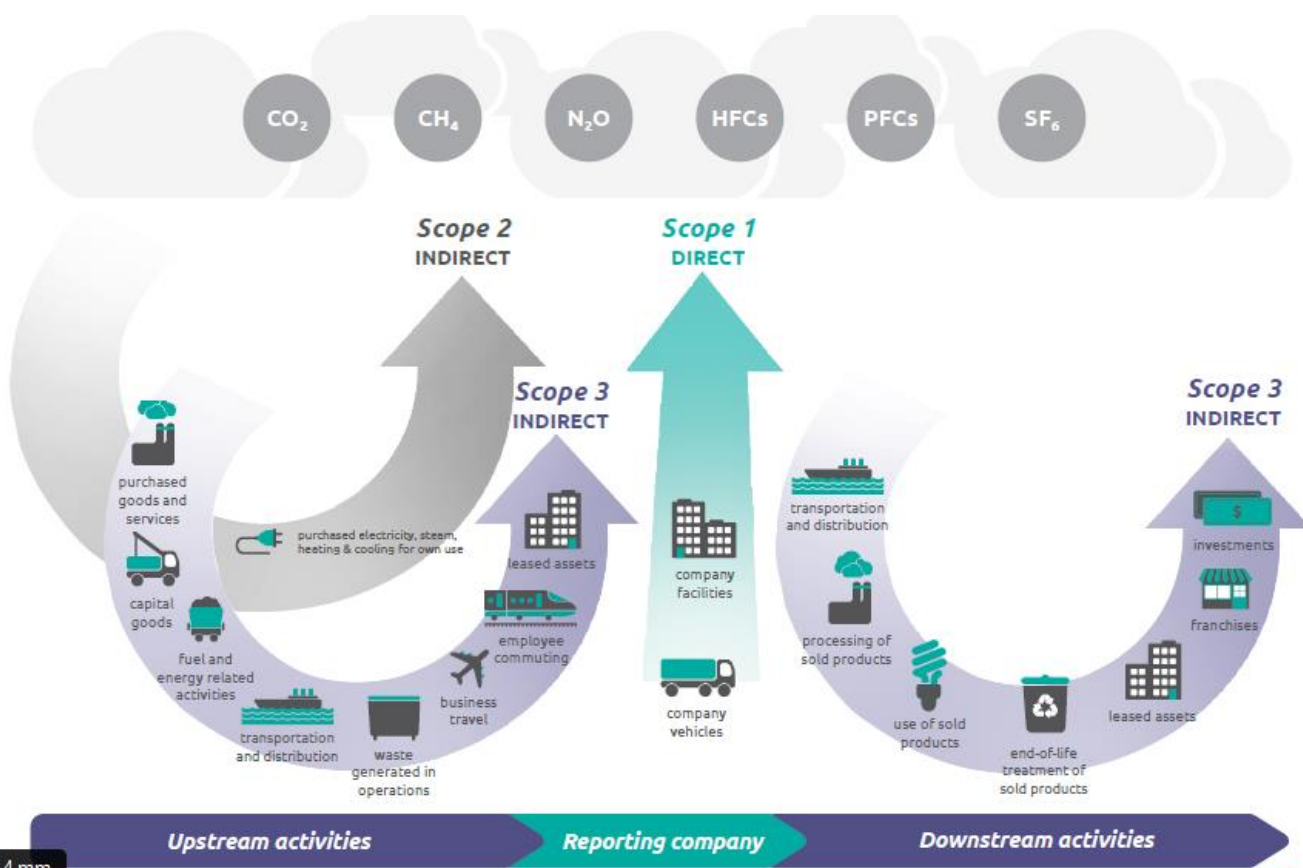 CO₂
CH₄
N₂O
HFCs
PFCs
SF₆
Scope 2
INDIRECT
Scope 1
DIRECT
Scope 3
INDIRECT
Scope 3
INDIRECT
purchased
goods and
services
capital
goods
fuel and
energy related
activities
transportation
and distribution
waste
generated in
operations
business
travel
employee
commuting
leased assets
purchased electricity, steam,
heating & cooling for own use
company
facilities
company
vehicles
transportation
and distribution
processing of
sold products
use of sold
products
end-of-life
treatment of
sold products
leased assets
franchises
investments
$
Upstream activities
Reporting company
Downstream activities